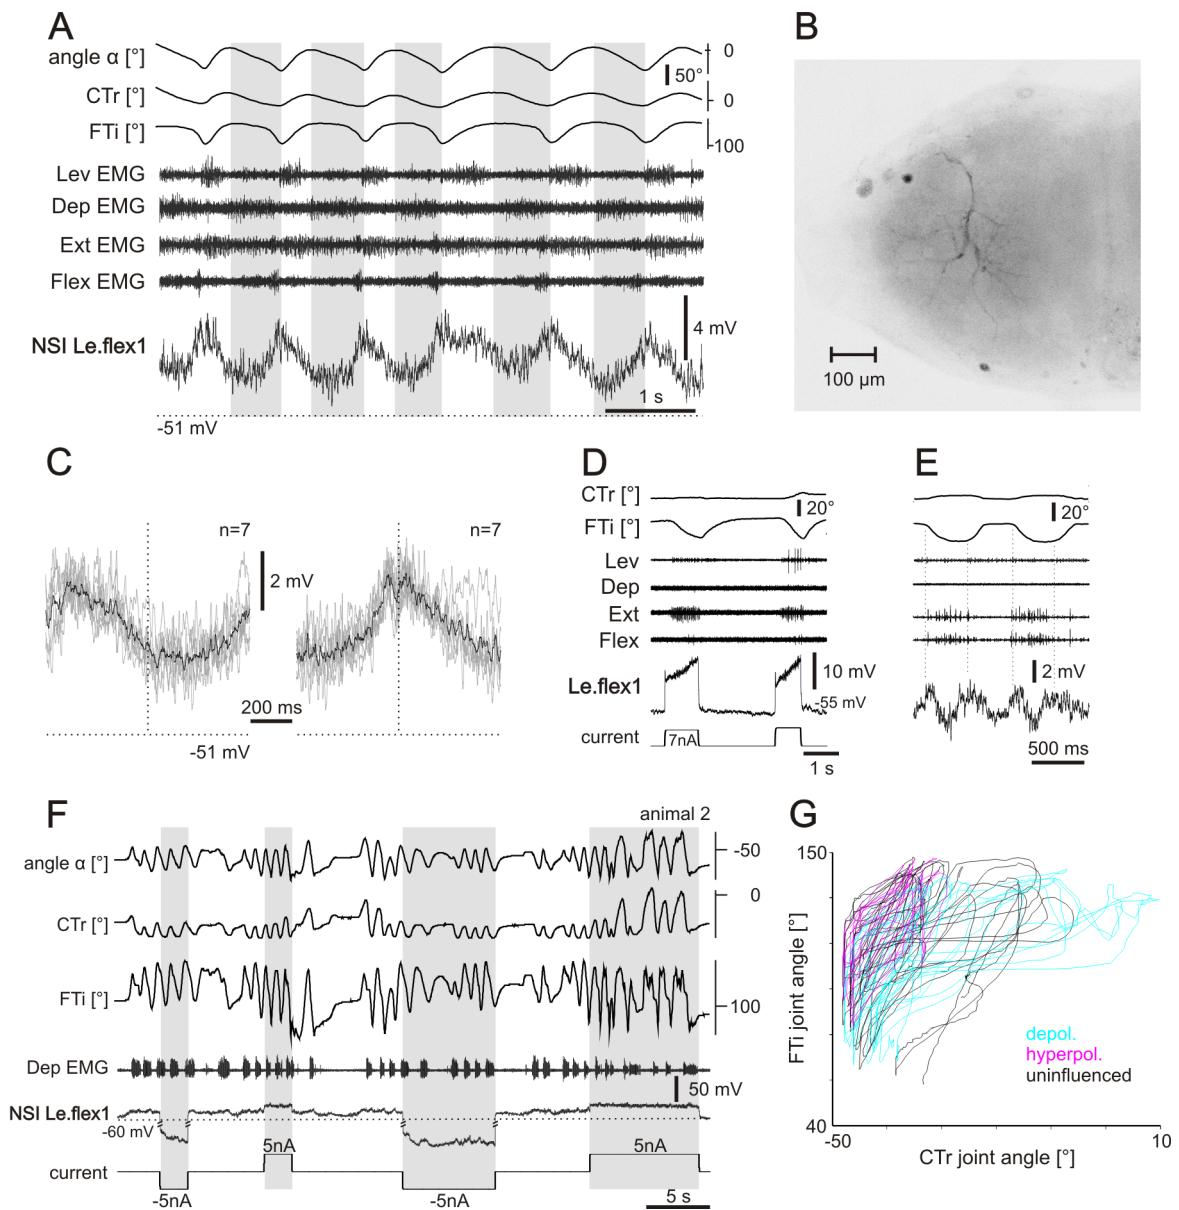 A
angle α [°]
0
50°
CTr [°]
0
FTi [°]
100
Lev EMG
Dep EMG
Ext EMG
Flex EMG
4 mV
NSI Le.flex1
1 s
-51 mV
B
100 µm
C
n=7
n=7
2 mV
200 ms
-51 mV
D
CTr [°]
20°
FTi [°]
Lev
Dep
Ext
Flex
10 mV
Le.flex1
-55 mV
current
7nA
1 s
E
20°
2 mV
500 ms
F
animal 2
angle α [°]
-50
0
CTr [°]
FTi [°]
100
Dep EMG
50 mV
NSI Le.flex1
-60 mV
5nA
5nA
current
-5nA
-5nA
5 s
G
150
FTi joint angle [°]
depol.
hyperpol.
uninfluenced
40
-50
10
CTr joint angle [°]